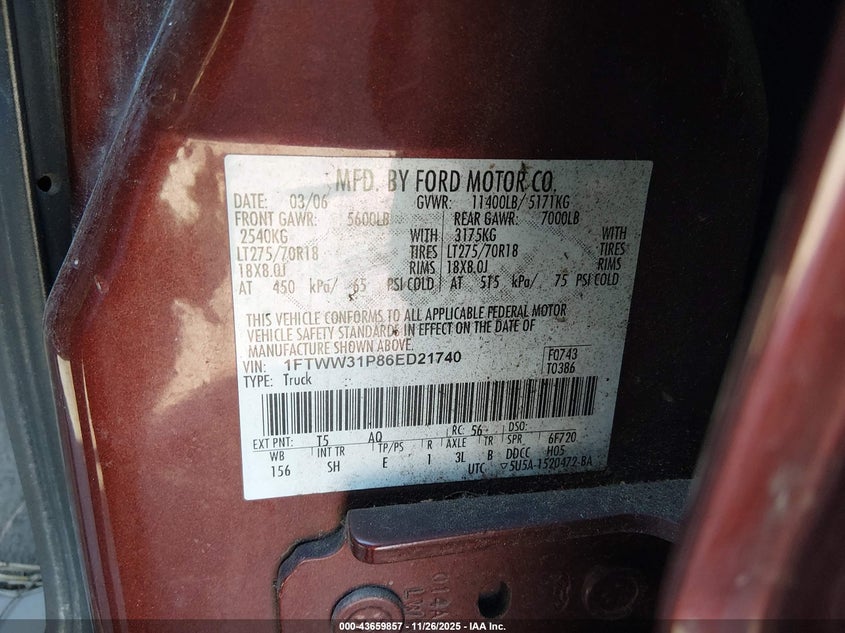 MFD. BY FORD MOTOR CO.
DATE: 03/06 GVWR: 11400LB/ 5171KG
FRONT GAWR: 5600LB REAR GAWR: 7000LB
2540KG WITH 3175KG WITH
LT275/70R18 TIRES LT275/70R18 TIRES
18X8.0J RIMS 18X8.0J RIMS
AT 450 kPa/ 65 PSI COLD AT 515 kPa/ 75 PSI COLD
THIS VEHICLE CONFORMS TO ALL APPLICABLE FEDERAL MOTOR
VEHICLE SAFETY STANDARDS IN EFFECT ON THE DATE OF
MANUFACTURE SHOWN ABOVE.
VIN: 1FTWW31P86ED21740 F0743
TYPE: Truck T0386
EXT PNT: T5 AQ RC: 56 DSO:
WB INT TR TP/PS R AXLE TR SPR 6F720
156 SH E 1 3L B DDCC H05
UTC ▽5U5A-1520472-BA
000-43659857 | 11/26/2025 | IAA Inc.